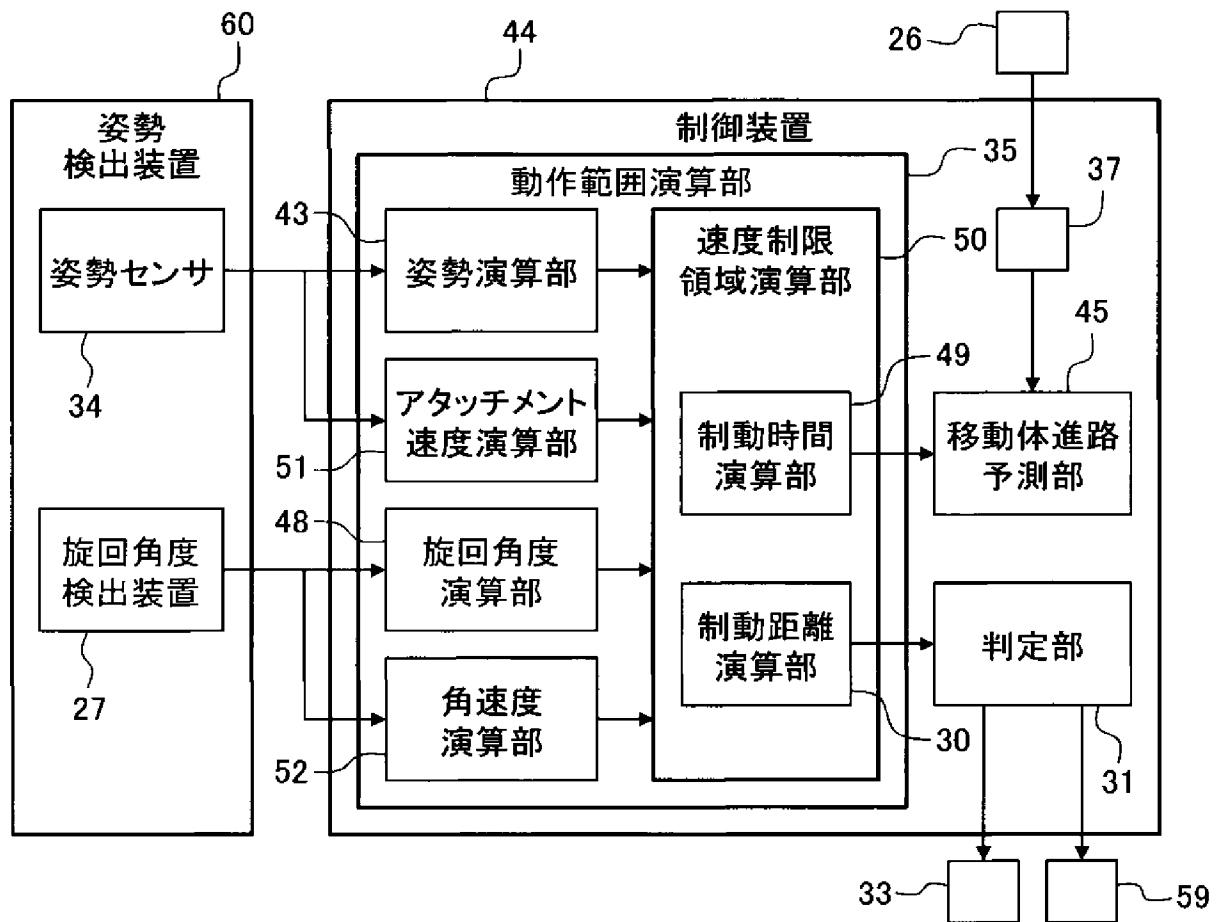 60
44
26
姿勢
検出装置
制御装置
35
動作範囲演算部
37
43
速度制限
領域演算部
50
姿勢センサ
姿勢演算部
45
34
49
アタッチメント
速度演算部
制動時間
演算部
移動体進路
予測部
51
48
旋回角度
検出装置
旋回角度
演算部
制動距離
演算部
判定部
27
角速度
演算部
30
52
31
33
59